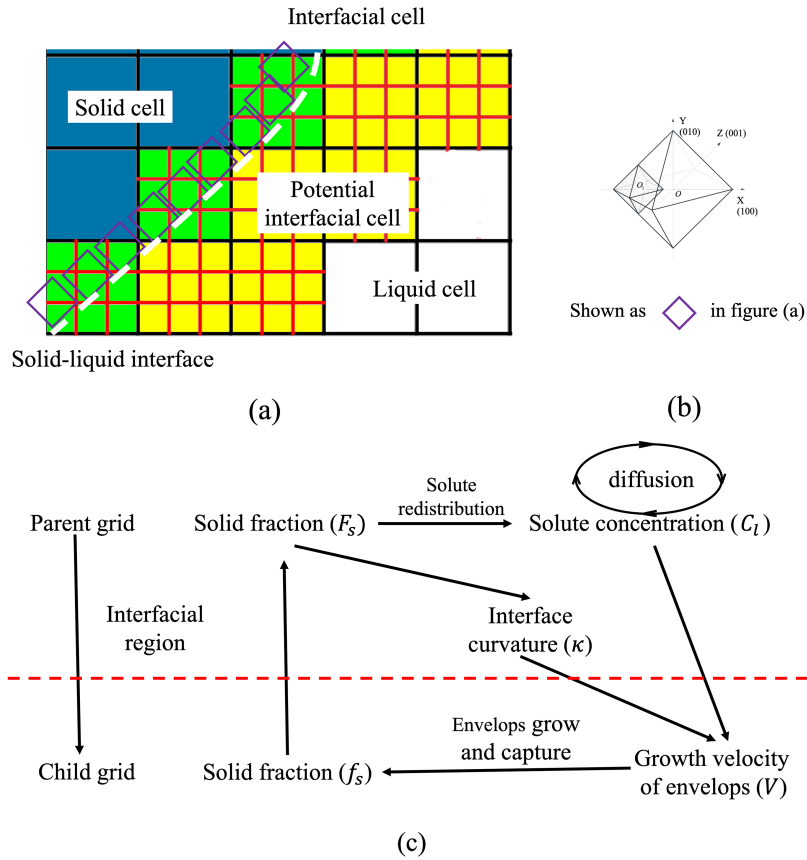 Interfacial cell
Solid cell
Potential
interfacial cell
Liquid cell
Solid-liquid interface
(a)
Y
(010)
Z (001)
O₁
O
X
(100)
Shown as
in figure (a)
(b)
diffusion
Solute
redistribution
Parent grid
Solid fraction (Fₛ)
Solute concentration (Cₗ)
Interfacial
region
Interface
curvature (κ)
Envelops grow
and capture
Child grid
Solid fraction (fₛ)
Growth velocity
of envelops (V)
(c)